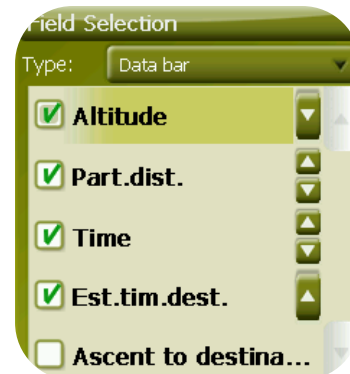 Field Selection
Type: Data bar
Altitude
Part.dist.
Time
Est.tim.dest.
Ascent to destina...